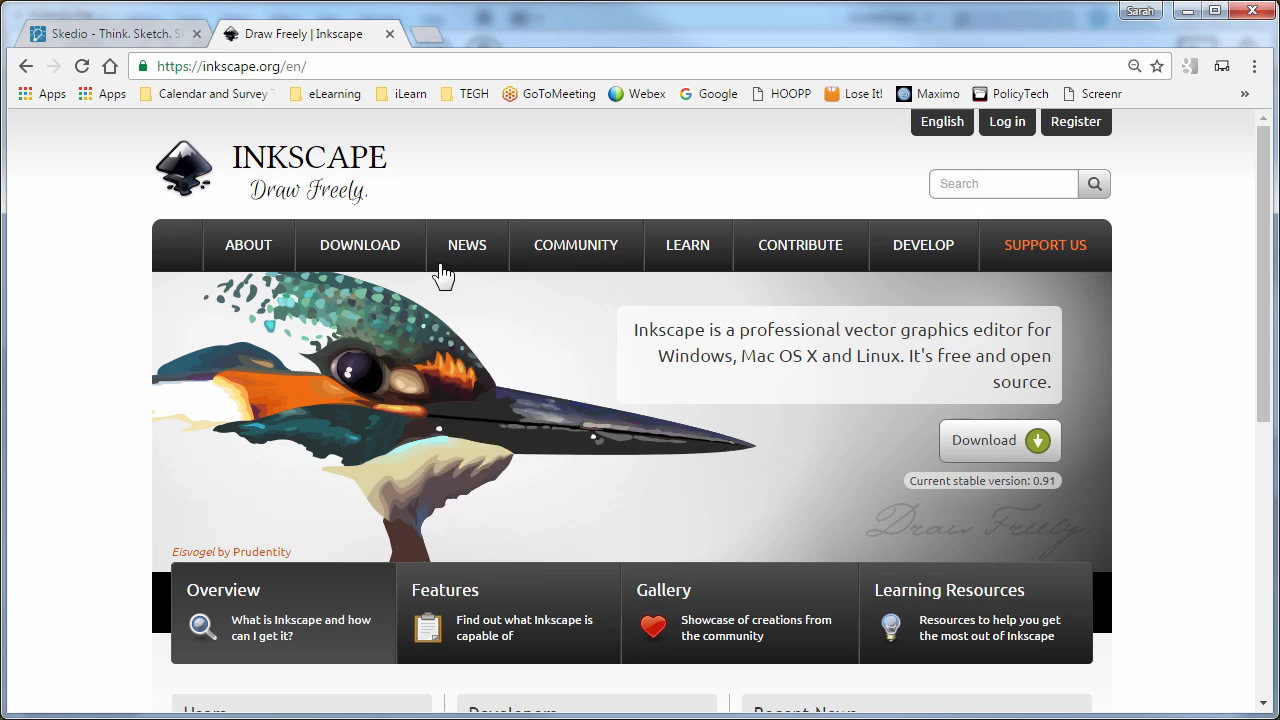 Sarah
Skedio - Think. Sketch. S
Draw Freely | Inkscape
https://inkscape.org/en/
Apps
Apps
Calendar and Survey
eLearning
iLearn
TEGH
GoToMeeting
Webex
Google
HOOPP
Lose It!
Maximo
PolicyTech
Screenr
»
English
Log in
Register
INKSCAPE
Draw Freely.
Search
ABOUT
DOWNLOAD
NEWS
COMMUNITY
LEARN
CONTRIBUTE
DEVELOP
SUPPORT US
Inkscape is a professional vector graphics editor for
Windows, Mac OS X and Linux. It's free and open
source.
Download
Current stable version: 0.91
Draw Freely.
Eisvogel by Prudentity
Overview
What is Inkscape and how
can I get it?
Features
Find out what Inkscape is
capable of
Gallery
Showcase of creations from
the community
Learning Resources
Resources to help you get
the most out of Inkscape
Users
Developers
Recent News